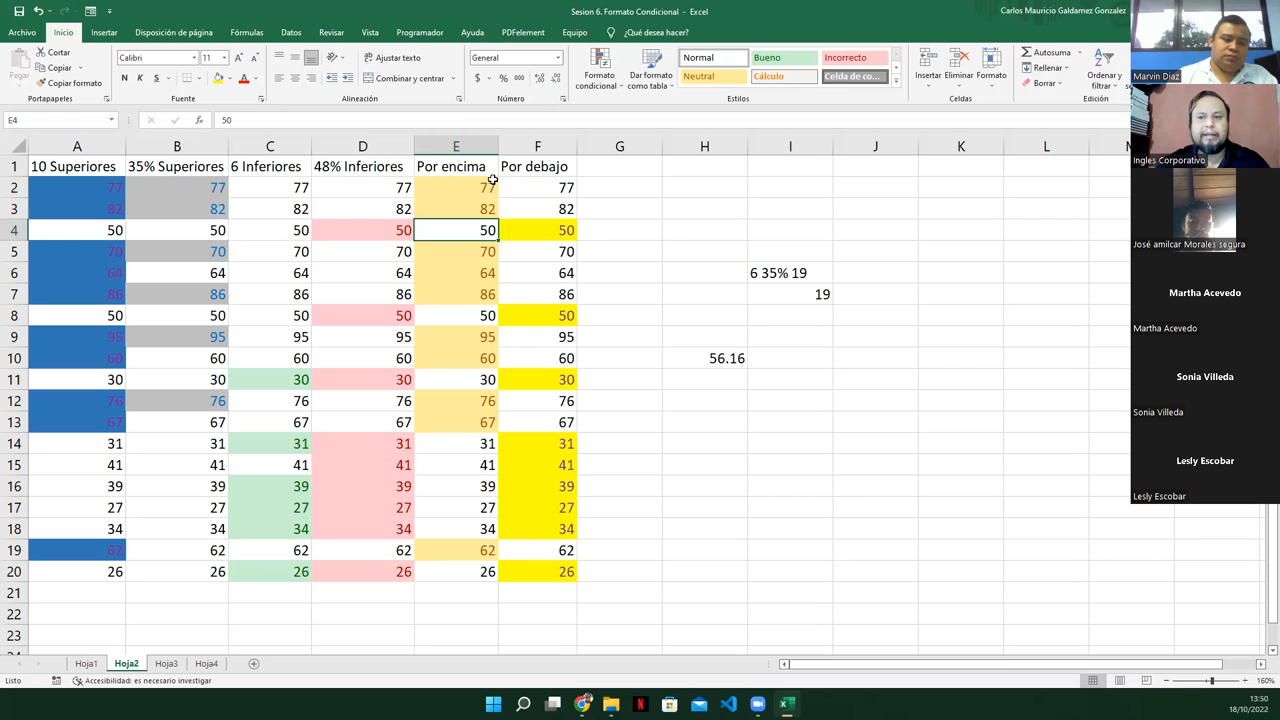 Sesion 6. Formato Condicional - Excel
Carlos Mauricio Galdamez Gonzalez
Archivo Inicio Insertar Disposición de página Fórmulas Datos Revisar Vista Programador Ayuda PDFelement Equipo ¿Qué desea hacer?
Pegar
Cortar
Copiar
Copiar formato
Portapapeles
Calibri 11
N K S
Fuente
Ajustar texto
Combinar y centrar
Alineación
General
$ % 000
Número
Formato condicional
Dar formato como tabla
Normal Bueno Incorrecto
Neutral Cálculo Celda de co...
Estilos
Insertar Eliminar Formato
Celdas
Autosuma
Rellenar
Borrar
Ordenar y filtrar
Edición
E4 fx 50
A B C D E F G H I J K L M
1 10 Superiores 35% Superiores 6 Inferiores 48% Inferiores Por encima Por debajo
2 77 77 77 77 77 77
3 82 82 82 82 82 82
4 50 50 50 50 50 50
5 70 70 70 70 70 70
6 64 64 64 64 64 64 6 35% 19
7 86 86 86 86 86 86 19
8 50 50 50 50 50 50
9 95 95 95 95 95 95
10 60 60 60 60 60 60 56.16
11 30 30 30 30 30 30
12 76 76 76 76 76 76
13 67 67 67 67 67 67
14 31 31 31 31 31 31
15 41 41 41 41 41 41
16 39 39 39 39 39 39
17 27 27 27 27 27 27
18 34 34 34 34 34 34
19 62 62 62 62 62 62
20 26 26 26 26 26 26
21
22
23
Hoja1 Hoja2 Hoja3 Hoja4
Listo Accesibilidad: es necesario investigar
160%
13:50
18/10/2022
Marvin Diaz
Ingles Corporativo
José amilcar Morales segura
Martha Acevedo
Martha Acevedo
Sonia Villeda
Sonia Villeda
Lesly Escobar
Lesly Escobar